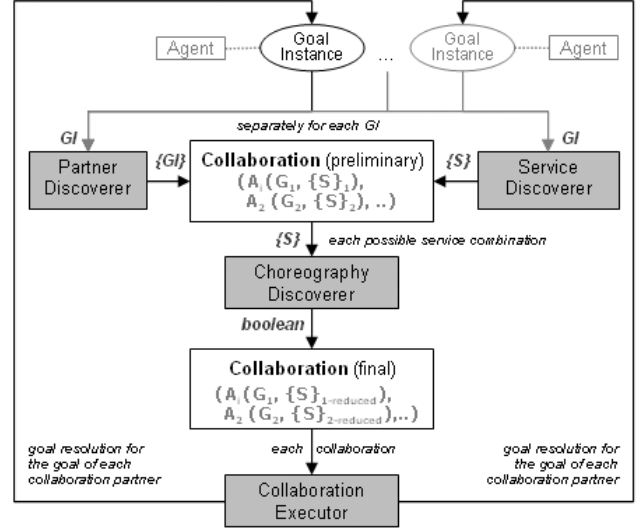 Goal
Instance
Agent
...
Goal
Instance
Agent
separately for each GI
GI
GI
Partner
Discoverer
{GI}
Collaboration (preliminary)
(Ai(G1, {S}1),
A2 (G2, {S}2), ..)
{S}
Service
Discoverer
{S}
each possible service combination
Choreography
Discoverer
boolean
Collaboration (final)
(Ai(G1, {S}1-reduced),
A2 (G2, {S}2-reduced),..)
each collaboration
goal resolution for
the goal of each
collaboration partner
goal resolution for
the goal of each
collaboration partner
Collaboration
Executor